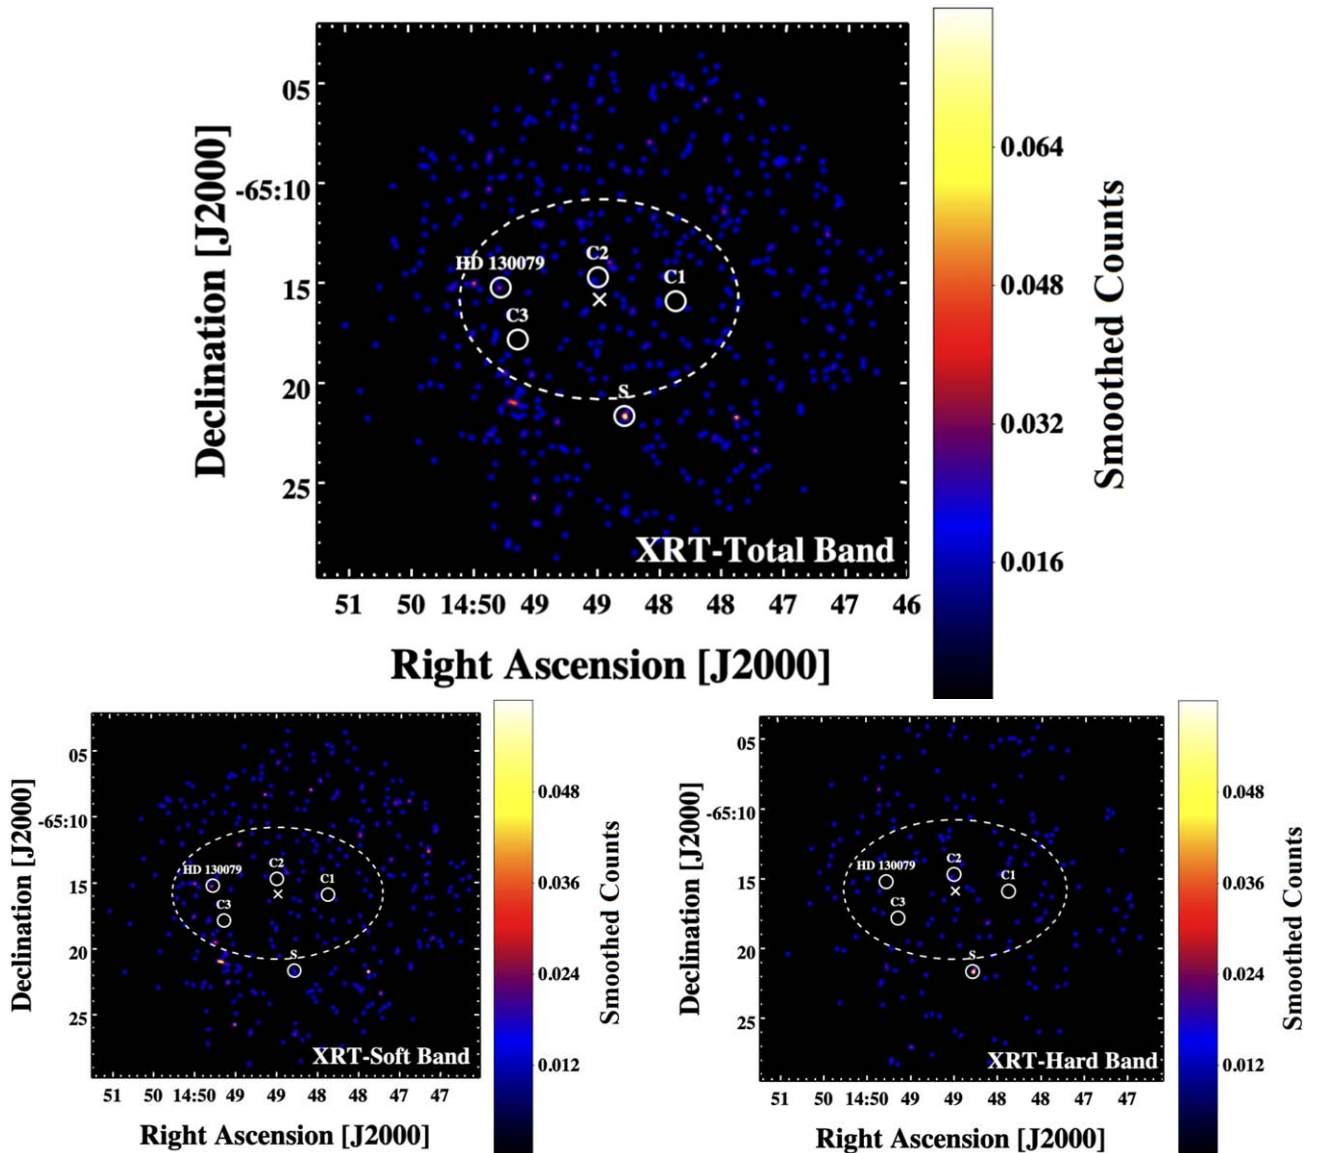 05
-65:10
15
20
25
Declination [J2000]
HD 130079
C2
C1
C3
S
XRT-Total Band
51 50 14:50 49 49 48 48 47 47 46
Right Ascension [J2000]
0.064
0.048
0.032
0.016
Smoothed Counts
05
-65:10
15
20
25
Declination [J2000]
HD 130079
C2
C1
C3
S
XRT-Soft Band
51 50 14:50 49 49 48 48 47 47
Right Ascension [J2000]
0.048
0.036
0.024
0.012
Smoothed Counts
05
-65:10
15
20
25
Declination [J2000]
HD 130079
C2
C1
C3
S
XRT-Hard Band
51 50 14:50 49 49 48 48 47 47
Right Ascension [J2000]
0.048
0.036
0.024
0.012
Smoothed Counts